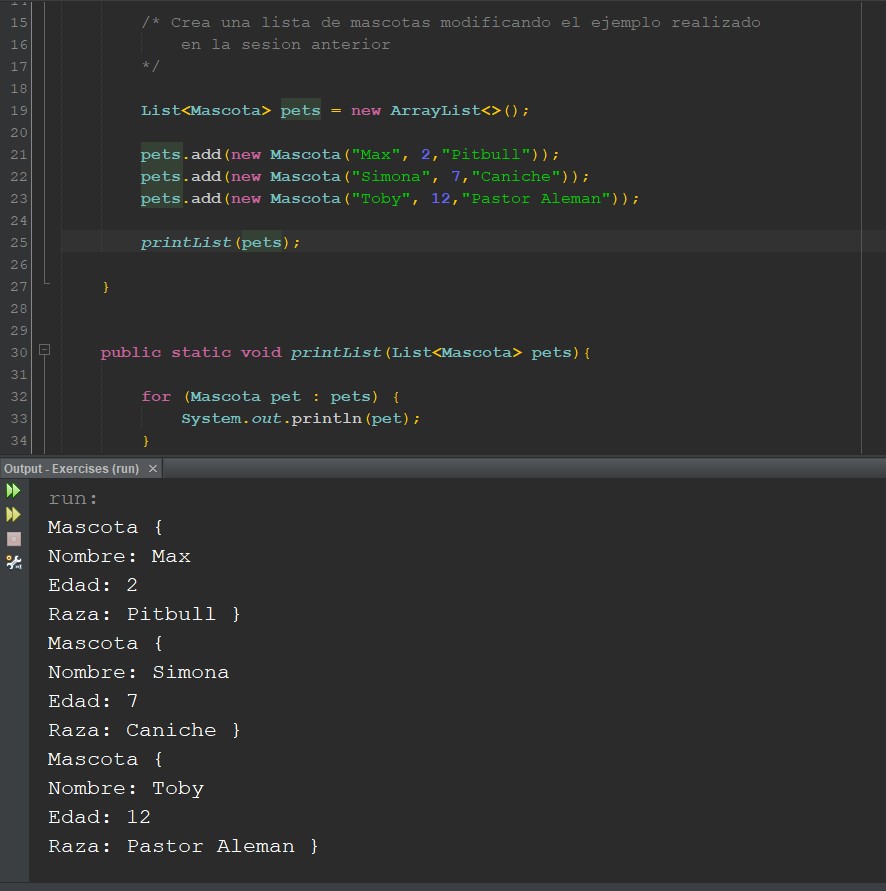 14
15 /* Crea una lista de mascotas modificando el ejemplo realizado
16 en la sesion anterior
17 */
18
19 List<Mascota> pets = new ArrayList<>();
20
21 pets.add(new Mascota("Max", 2,"Pitbull"));
22 pets.add(new Mascota("Simona", 7,"Caniche"));
23 pets.add(new Mascota("Toby", 12,"Pastor Aleman"));
24
25 printList(pets);
26
27 }
28
29
30 public static void printList(List<Mascota> pets){
31
32 for (Mascota pet : pets) {
33 System.out.println(pet);
34 }
Output - Exercises (run) ×
run:
Mascota {
Nombre: Max
Edad: 2
Raza: Pitbull }
Mascota {
Nombre: Simona
Edad: 7
Raza: Caniche }
Mascota {
Nombre: Toby
Edad: 12
Raza: Pastor Aleman }